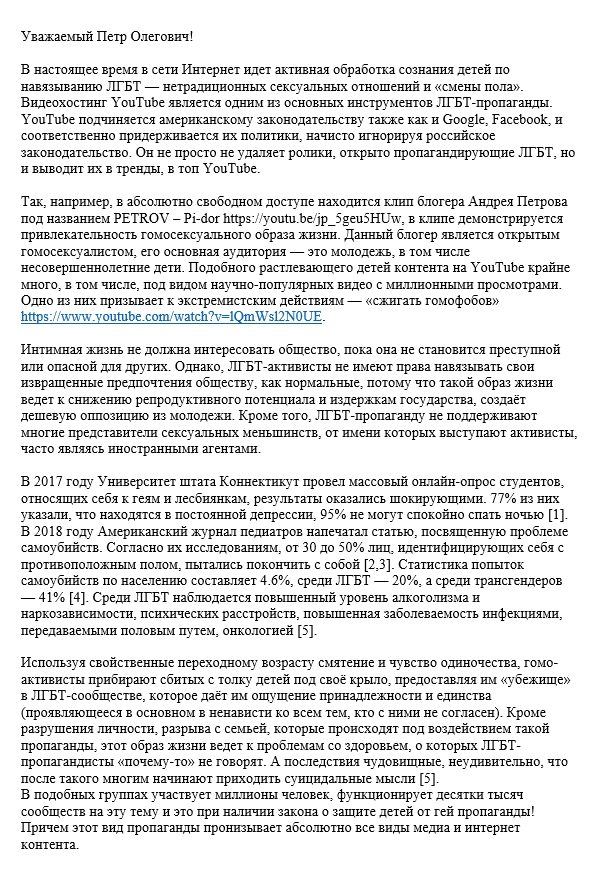 Уважаемый Петр Олегович!
В настоящее время в сети Интернет идет активная обработка сознания детей по
навязыванию ЛГБТ — нетрадиционных сексуальных отношений и «смены пола».
Видеохостинг YouTube является одним из основных инструментов ЛГБТ-пропаганды.
YouTube подчиняется американскому законодательству также как и Google, Facebook, и
соответственно придерживается их политики, начисто игнорируя российское
законодательство. Он не просто не удаляет ролики, открыто пропагандирующие ЛГБТ, но
и выводит их в тренды, в топ YouTube.
Так, например, в абсолютно свободном доступе находится клип блогера Андрея Петрова
под названием PETROV – Pi-dor https://youtu.be/jp_5geu5HUw, в клипе демонстрируется
привлекательность гомосексуального образа жизни. Данный блогер является открытым
гомосексуалистом, его основная аудитория — это молодежь, в том числе
несовершеннолетние дети. Подобного растлевающего детей контента на YouTube крайне
много, в том числе, под видом научно-популярных видео с миллионными просмотрами.
Одно из них призывает к экстремистским действиям — «сжигать гомофобов»
https://www.youtube.com/watch?v=lQmWsl2N0UE.
Интимная жизнь не должна интересовать общество, пока она не становится преступной
или опасной для других. Однако, ЛГБТ-активисты не имеют права навязывать свои
извращенные предпочтения обществу, как нормальные, потому что такой образ жизни
ведет к снижению репродуктивного потенциала и издержкам государства, создаёт
дешевую оппозицию из молодежи. Кроме того, ЛГБТ-пропаганду не поддерживают
многие представители сексуальных меньшинств, от имени которых выступают активисты,
часто являясь иностранными агентами.
В 2017 году Университет штата Коннектикут провел массовый онлайн-опрос студентов,
относящих себя к геям и лесбиянкам, результаты оказались шокирующими. 77% из них
указали, что находятся в постоянной депрессии, 95% не могут спокойно спать ночью [1].
В 2018 году Американский журнал педиатров напечатал статью, посвященную проблеме
самоубийств. Согласно их исследованиям, от 30 до 50% лиц, идентифицирующих себя с
противоположным полом, пытались покончить с собой [2,3]. Статистика попыток
самоубийств по населению составляет 4.6%, среди ЛГБТ — 20%, а среди трансгендеров
— 41% [4]. Среди ЛГБТ наблюдается повышенный уровень алкоголизма и
наркозависимости, психических расстройств, повышенная заболеваемость инфекциями,
передаваемыми половым путем, онкологией [5].
Используя свойственные переходному возрасту смятение и чувство одиночества, гомо-
активисты прибирают сбитых с толку детей под своё крыло, предоставляя им «убежище»
в ЛГБТ-сообществе, которое даёт им ощущение принадлежности и единства
(проявляющееся в основном в ненависти ко всем тем, кто с ними не согласен). Кроме
разрушения личности, разрыва с семьей, которые происходят под воздействием такой
пропаганды, этот образ жизни ведет к проблемам со здоровьем, о которых ЛГБТ-
пропагандисты «почему-то» не говорят. А последствия чудовищные, неудивительно, что
после такого многим начинают приходить суицидальные мысли [5].
В подобных группах участвует миллионы человек, функционирует десятки тысяч
сообществ на эту тему и это при наличии закона о защите детей от гей пропаганды!
Причем этот вид пропаганды пронизывает абсолютно все виды медиа и интернет
контента.